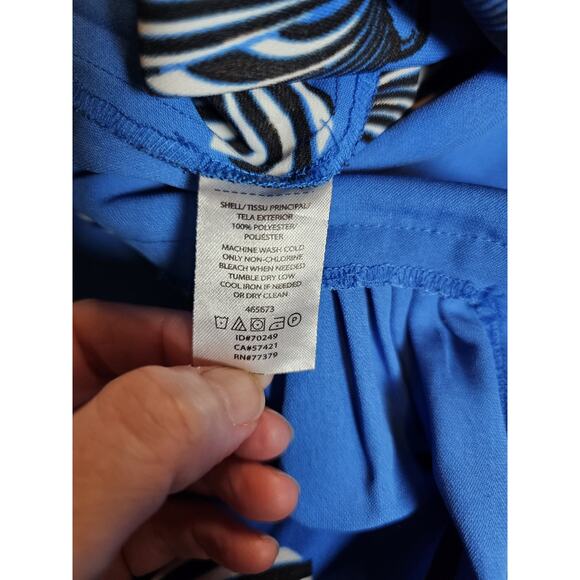 SHELL/TISSU PRINCIPAL/
TELA EXTERIOR
100% POLYESTER/
POLIÉSTER
MACHINE WASH COLD
ONLY NON-CHLORINE
BLEACH WHEN NEEDED
TUMBLE DRY LOW
COOL IRON IF NEEDED
OR DRY CLEAN
465673
P
ID#70249
CA#57421
RN#77379